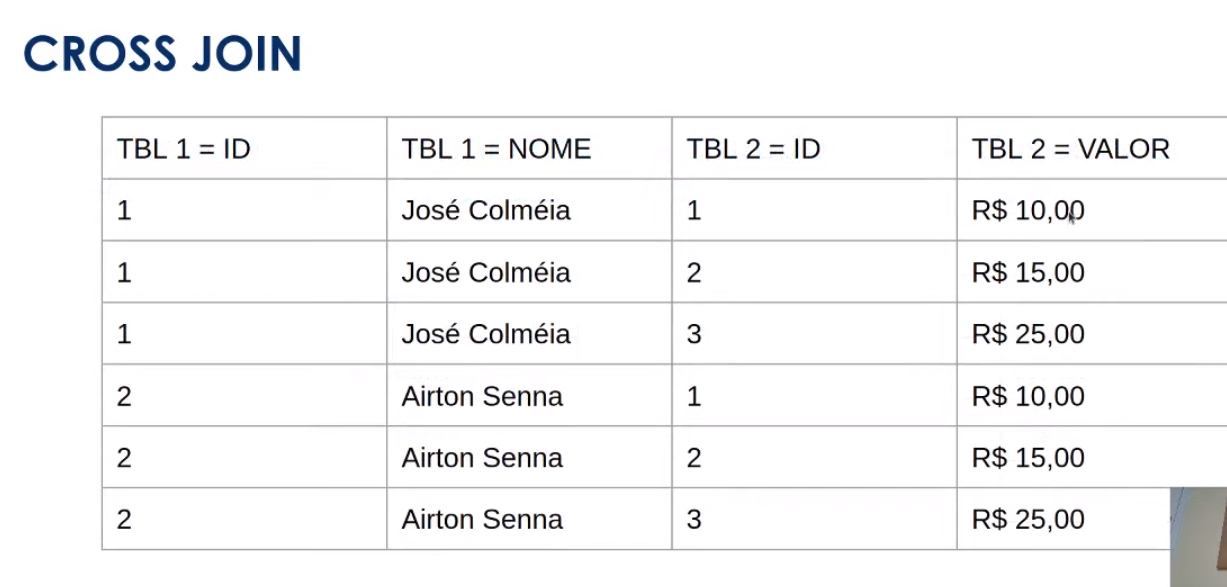 CROSS JOIN
TBL 1 = ID TBL 1 = NOME TBL 2 = ID TBL 2 = VALOR
1 José Colméia 1 R$ 10,00
1 José Colméia 2 R$ 15,00
1 José Colméia 3 R$ 25,00
2 Airton Senna 1 R$ 10,00
2 Airton Senna 2 R$ 15,00
2 Airton Senna 3 R$ 25,00